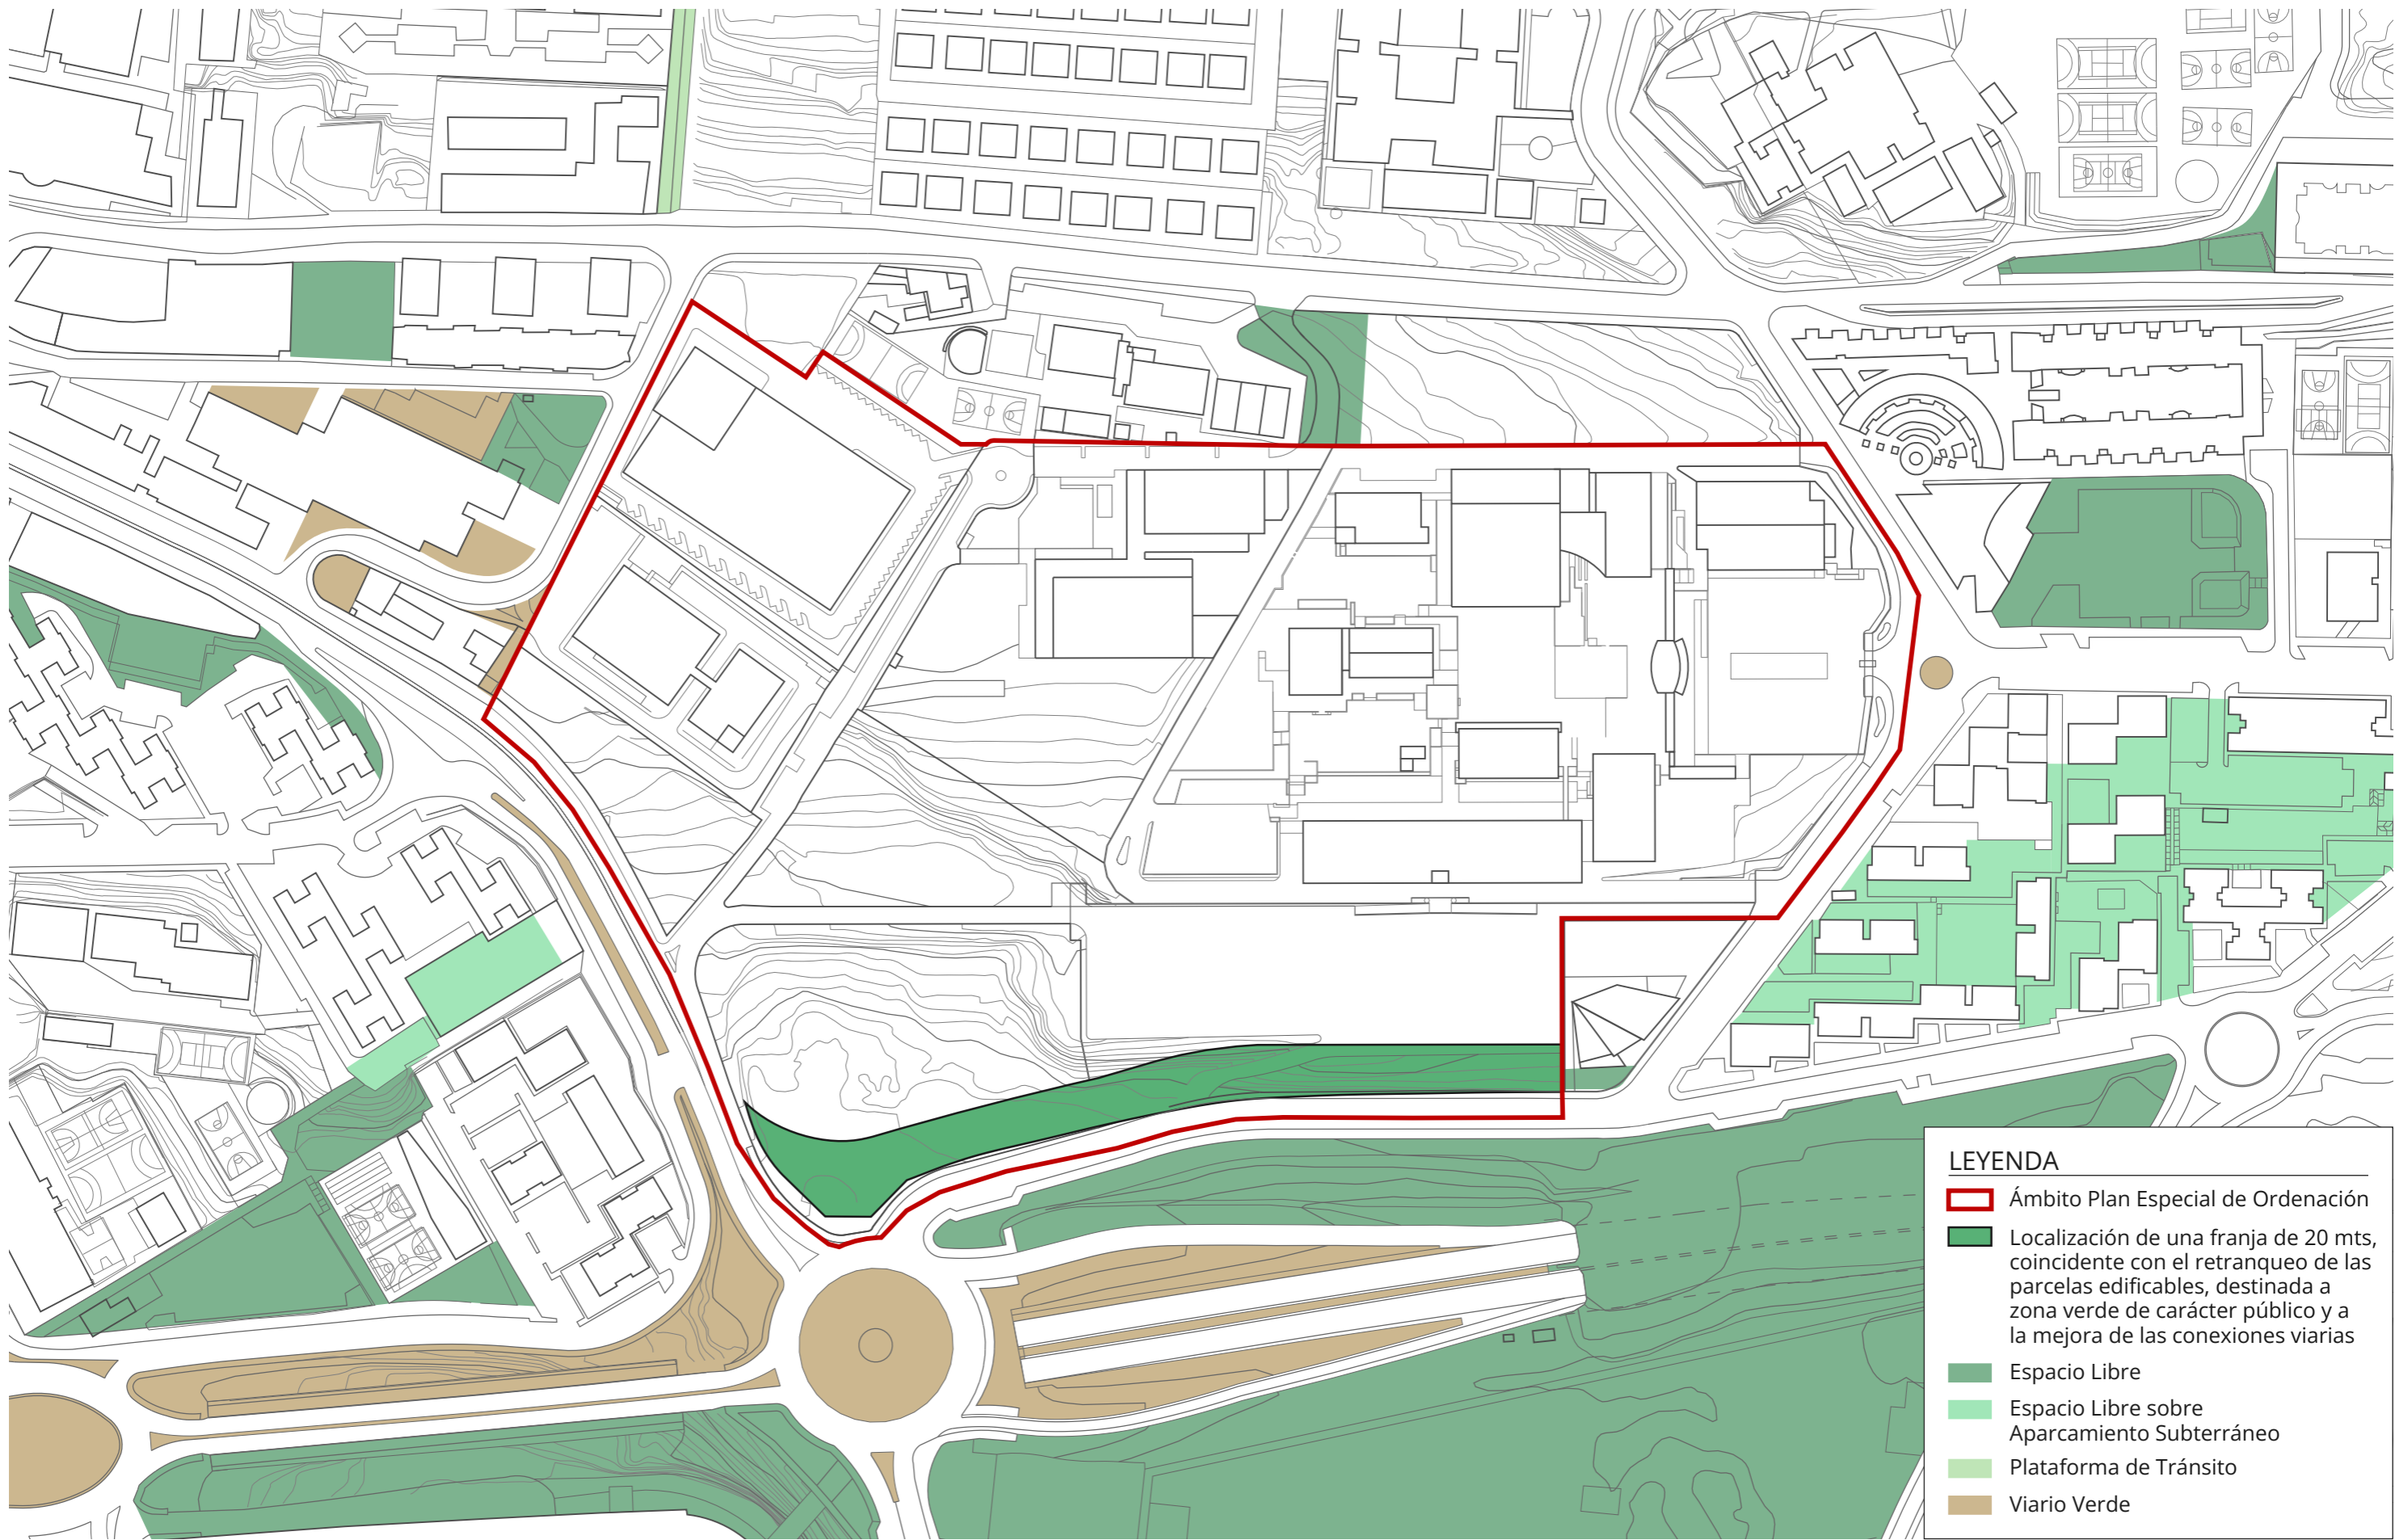 LEYENDA
Ámbito Plan Especial de Ordenación
Localización de una franja de 20 mts,
coincidente con el retranqueo de las
parcelas edificables, destinada a
zona verde de carácter público y a
la mejora de las conexiones viarias
Espacio Libre
Espacio Libre sobre
Aparcamiento Subterráneo
Plataforma de Tránsito
Viario Verde